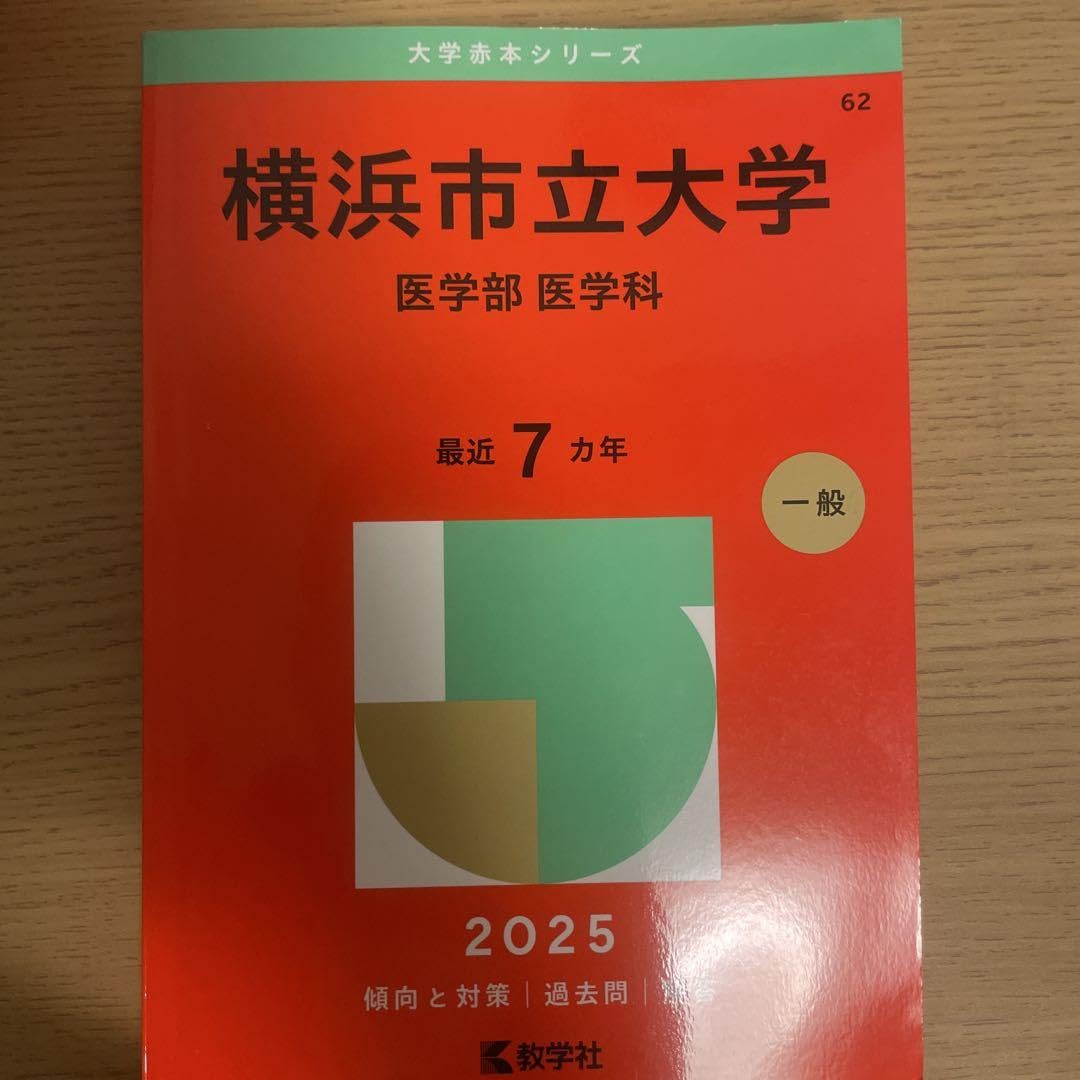 大学赤本シリーズ
62
横浜市立大学
医学部 医学科
最近 7 カ年
一般
2025
傾向と対策｜過去問｜
教学社